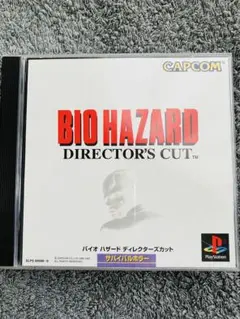 CAPCOM
BIO HAZARD
DIRECTOR'S CUT™
バイオ ハザード ディレクターズカット
サバイバルホラー
PlayStation